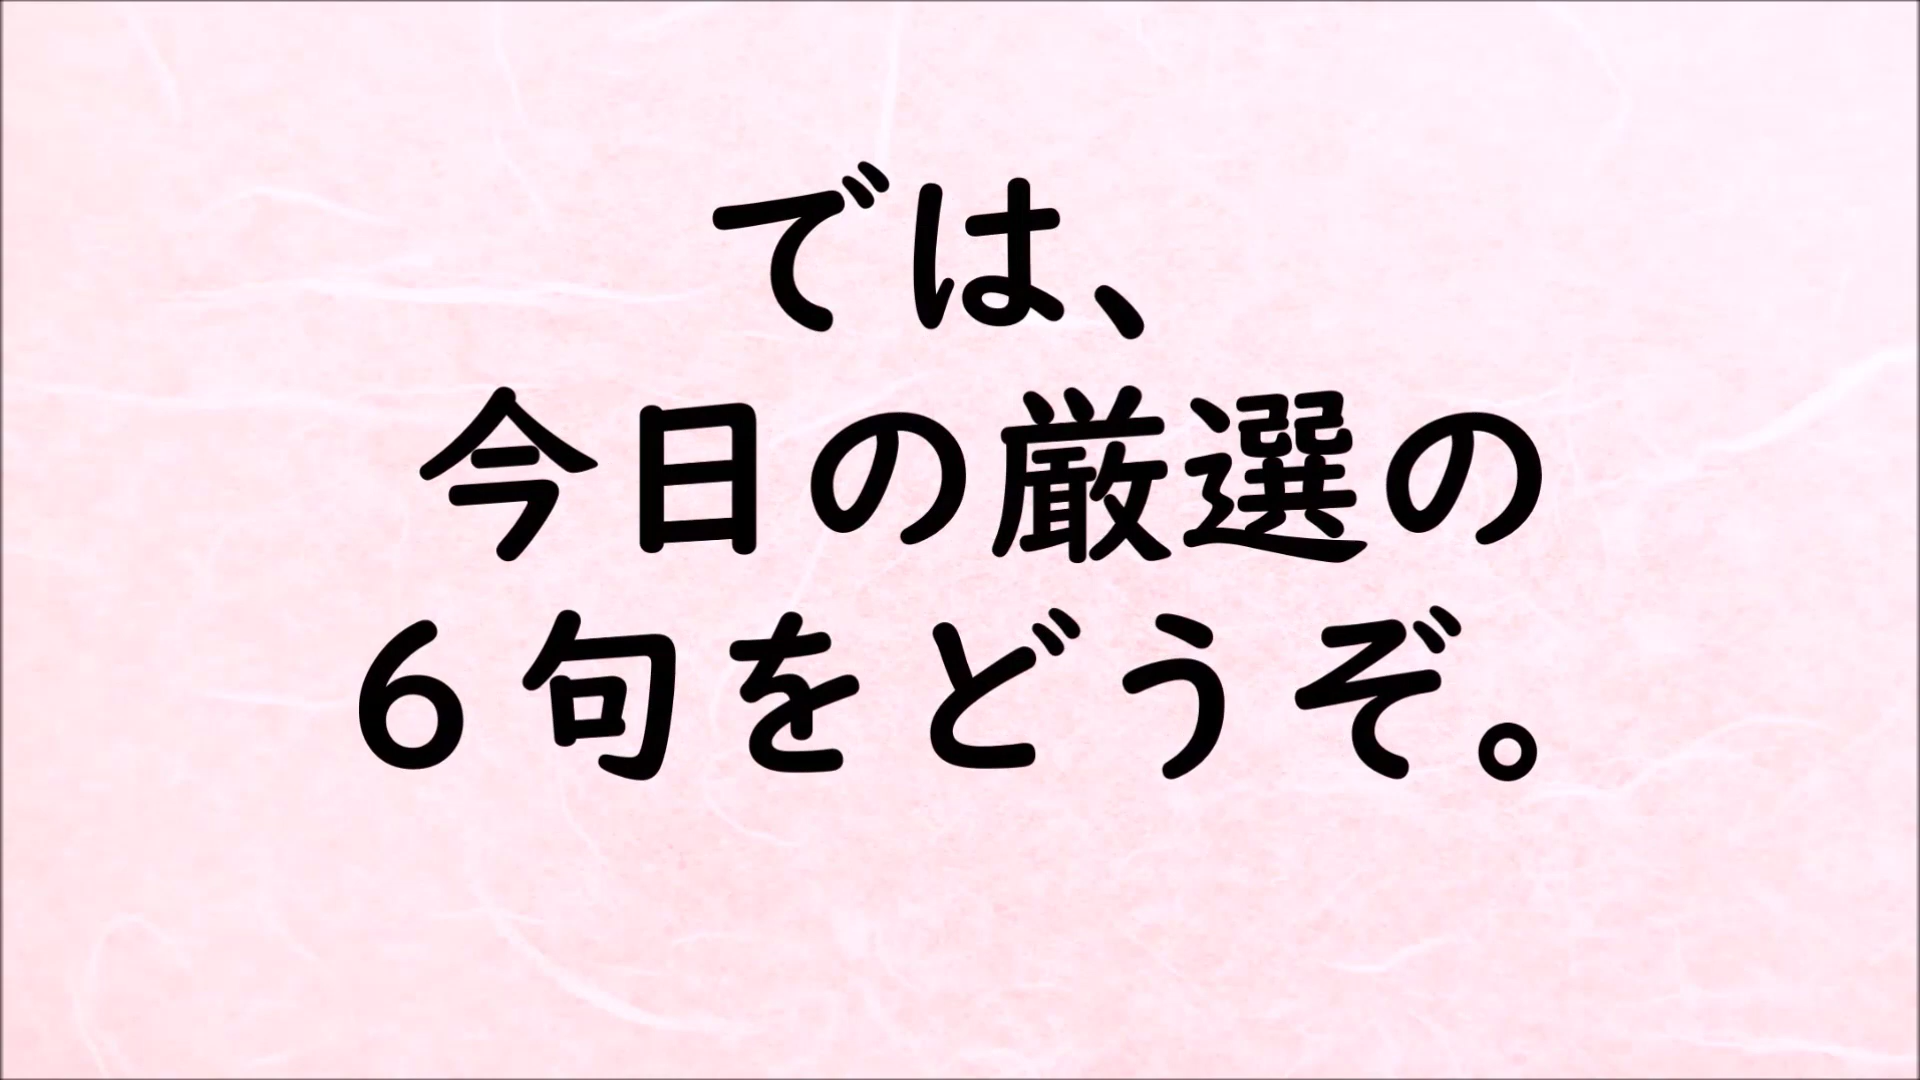 では、
今日の厳選の
６句をどうぞ。